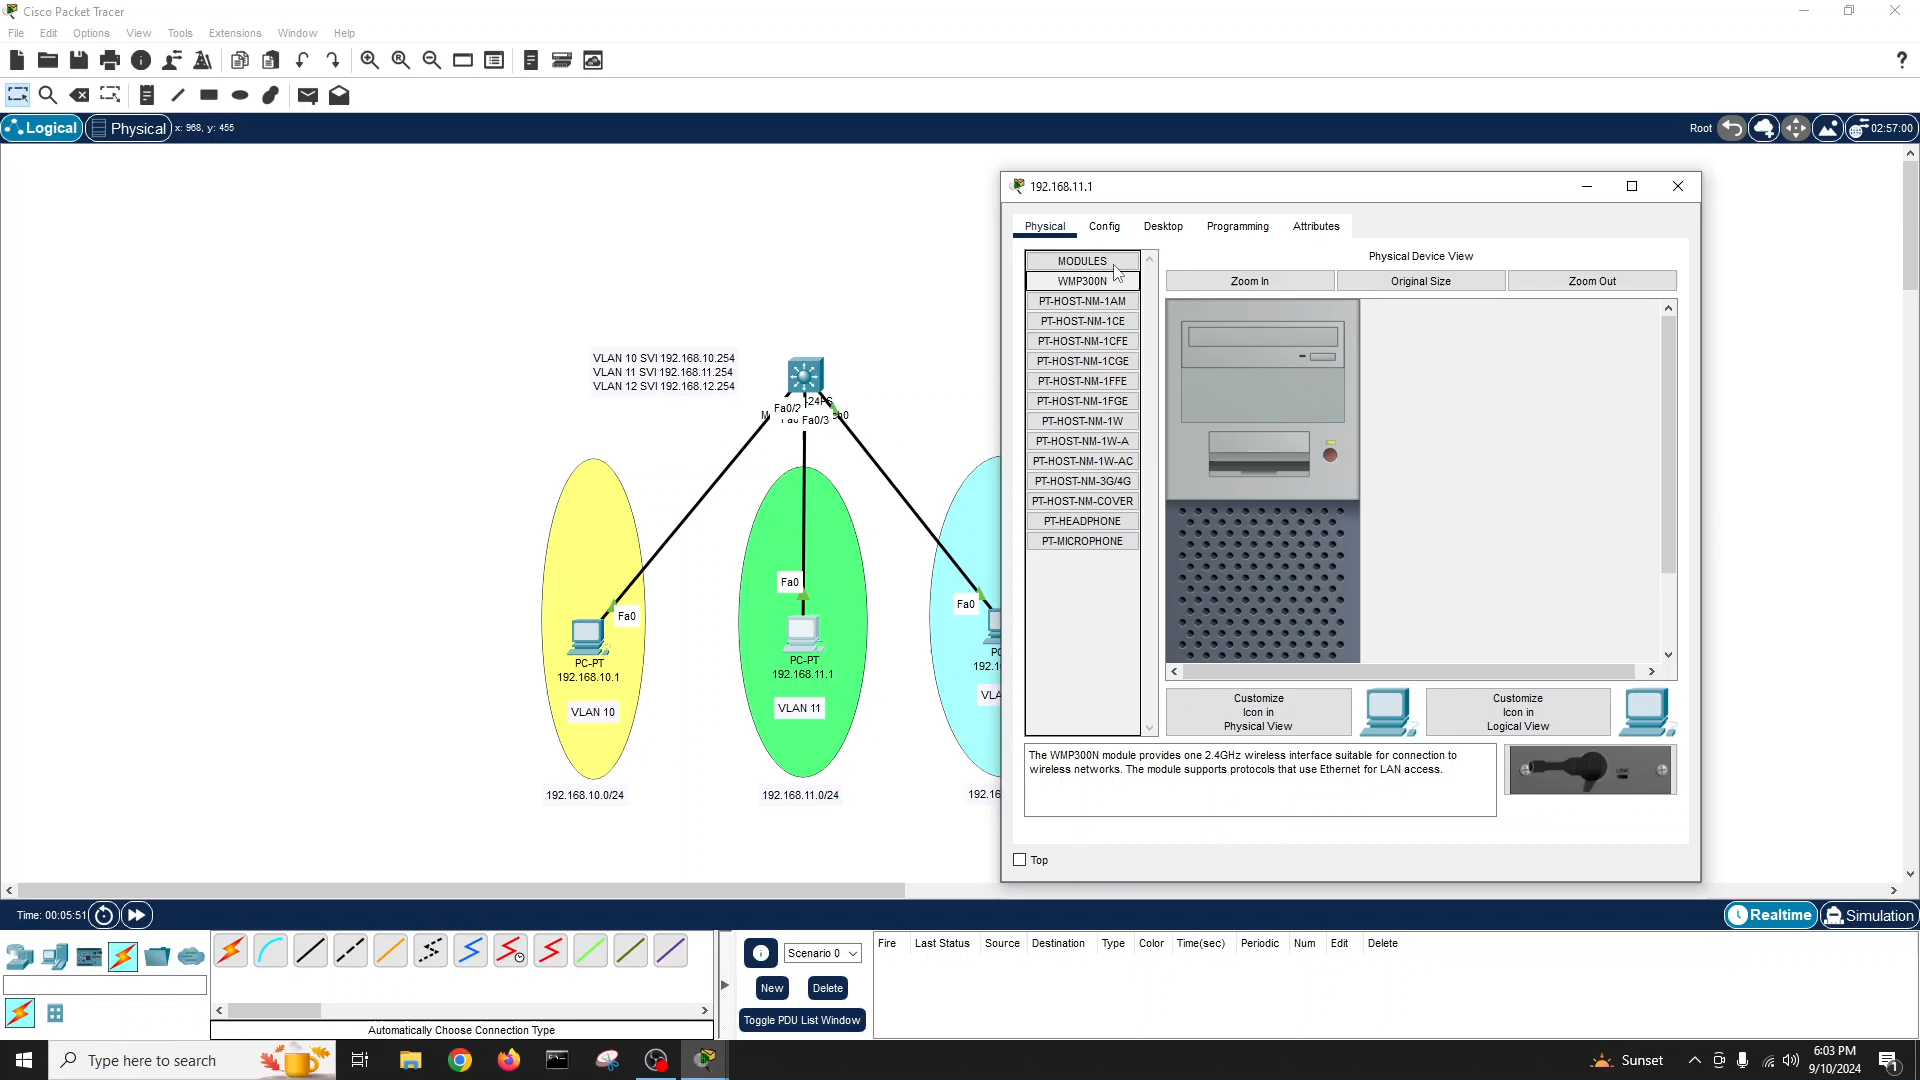 Cisco Packet Tracer
File Edit Options View Tools Extensions Window Help
Logical Physical x: 968, y: 455
Root 02:57:00
VLAN 10 SVI 192.168.10.254
VLAN 11 SVI 192.168.11.254
VLAN 12 SVI 192.168.12.254
Fa0/2
Fa0/3
Fa0
Fa0
Fa0
PC-PT
192.168.10.1
VLAN 10
192.168.10.0/24
PC-PT
192.168.11.1
VLAN 11
192.168.11.0/24
192.168.11.1
Physical Config Desktop Programming Attributes
MODULES
WMP300N
PT-HOST-NM-1AM
PT-HOST-NM-1CE
PT-HOST-NM-1CFE
PT-HOST-NM-1CGE
PT-HOST-NM-1FFE
PT-HOST-NM-1FGE
PT-HOST-NM-1W
PT-HOST-NM-1W-A
PT-HOST-NM-1W-AC
PT-HOST-NM-3G/4G
PT-HOST-NM-COVER
PT-HEADPHONE
PT-MICROPHONE
Physical Device View
Zoom In Original Size Zoom Out
Customize
Icon in
Physical View
Customize
Icon in
Logical View
The WMP300N module provides one 2.4GHz wireless interface suitable for connection to
wireless networks. The module supports protocols that use Ethernet for LAN access.
LINK
Top
Time: 00:05:51
Realtime Simulation
Automatically Choose Connection Type
Scenario 0
New Delete
Toggle PDU List Window
Fire Last Status Source Destination Type Color Time(sec) Periodic Num Edit Delete
Type here to search
Sunset
6:03 PM
9/10/2024
1